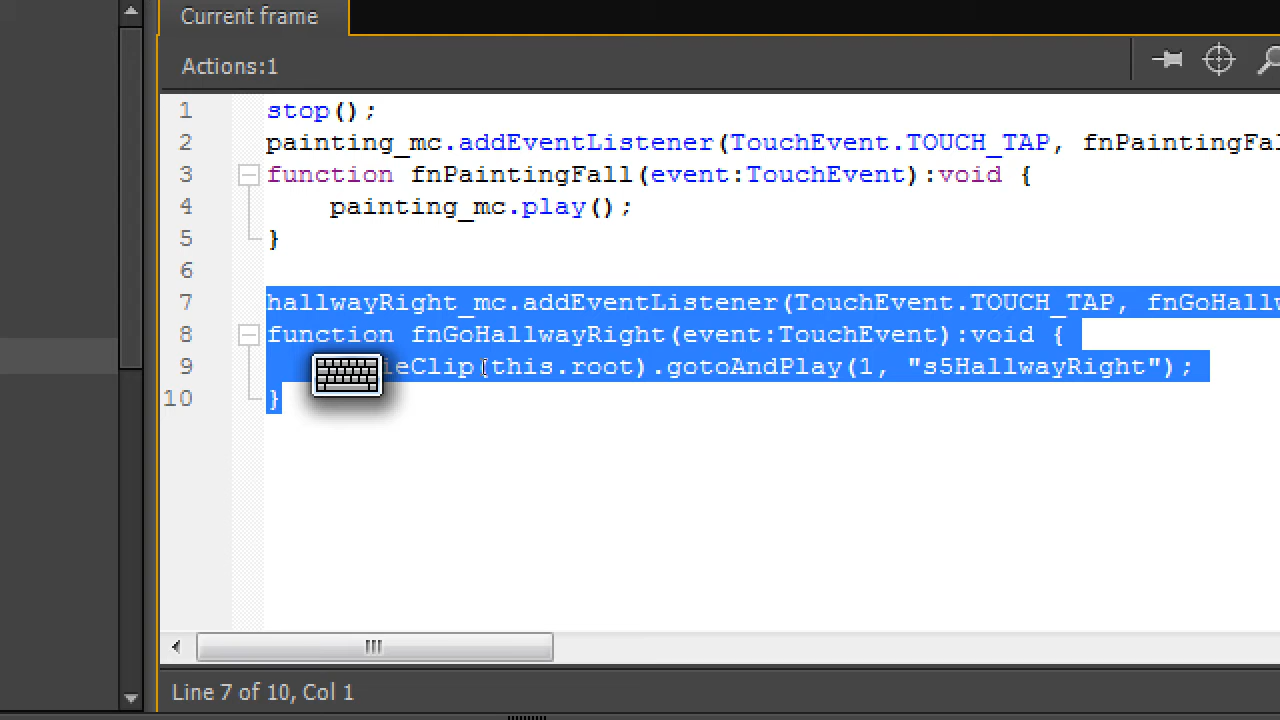 Current frame
Actions:1
1 stop();
2 painting_mc.addEventListener(TouchEvent.TOUCH_TAP, fnPaintingFal
3 function fnPaintingFall(event:TouchEvent):void {
4 painting_mc.play();
5 }
6
7 hallwayRight_mc.addEventListener(TouchEvent.TOUCH_TAP, fnGoHallw
8 function fnGoHallwayRight(event:TouchEvent):void {
9 ieClip(this.root).gotoAndPlay(1, "s5HallwayRight");
10 }
Line 7 of 10, Col 1